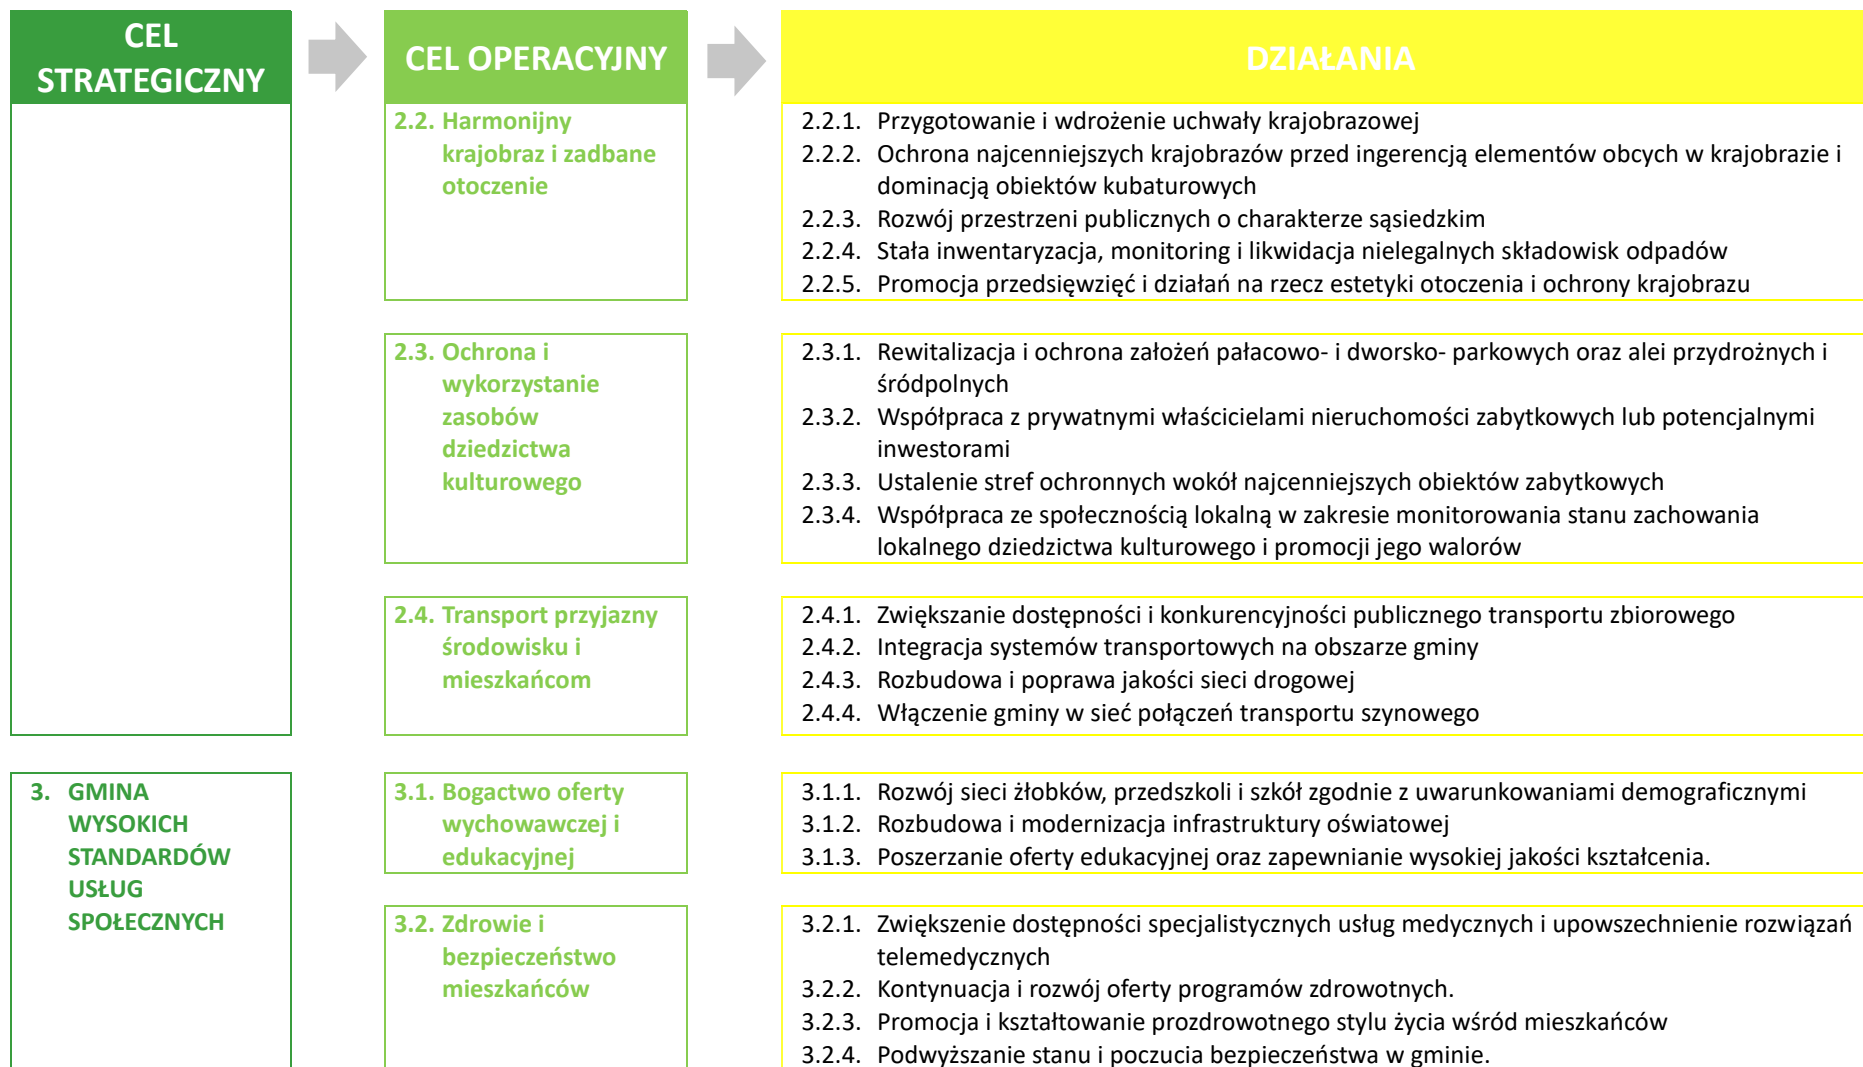 CEL
STRATEGICZNY
CEL OPERACYJNY
DZIAŁANIA
2.2. Harmonijny
krajobraz i zadbane
otoczenie
2.2.1. Przygotowanie i wdrożenie uchwały krajobrazowej
2.2.2. Ochrona najcenniejszych krajobrazów przed ingerencją elementów obcych w krajobrazie i
dominacją obiektów kubaturowych
2.2.3. Rozwój przestrzeni publicznych o charakterze sąsiedzkim
2.2.4. Stała inwentaryzacja, monitoring i likwidacja nielegalnych składowisk odpadów
2.2.5. Promocja przedsięwzięć i działań na rzecz estetyki otoczenia i ochrony krajobrazu
2.3. Ochrona i
wykorzystanie
zasobów
dziedzictwa
kulturowego
2.3.1. Rewitalizacja i ochrona założeń pałacowo- i dworsko- parkowych oraz alei przydrożnych i
śródpolnych
2.3.2. Współpraca z prywatnymi właścicielami nieruchomości zabytkowych lub potencjalnymi
inwestorami
2.3.3. Ustalenie stref ochronnych wokół najcenniejszych obiektów zabytkowych
2.3.4. Współpraca ze społecznością lokalną w zakresie monitorowania stanu zachowania
lokalnego dziedzictwa kulturowego i promocji jego walorów
2.4. Transport przyjazny
środowisku i
mieszkańcom
2.4.1. Zwiększanie dostępności i konkurencyjności publicznego transportu zbiorowego
2.4.2. Integracja systemów transportowych na obszarze gminy
2.4.3. Rozbudowa i poprawa jakości sieci drogowej
2.4.4. Włączenie gminy w sieć połączeń transportu szynowego
3. GMINA
WYSOKICH
STANDARDÓW
USŁUG
SPOŁECZNYCH
3.1. Bogactwo oferty
wychowawczej i
edukacyjnej
3.1.1. Rozwój sieci żłobków, przedszkoli i szkół zgodnie z uwarunkowaniami demograficznymi
3.1.2. Rozbudowa i modernizacja infrastruktury oświatowej
3.1.3. Poszerzanie oferty edukacyjnej oraz zapewnianie wysokiej jakości kształcenia.
3.2. Zdrowie i
bezpieczeństwo
mieszkańców
3.2.1. Zwiększenie dostępności specjalistycznych usług medycznych i upowszechnienie rozwiązań
telemedycznych
3.2.2. Kontynuacja i rozwój oferty programów zdrowotnych.
3.2.3. Promocja i kształtowanie prozdrowotnego stylu życia wśród mieszkańców
3.2.4. Podwyższanie stanu i poczucia bezpieczeństwa w gminie.